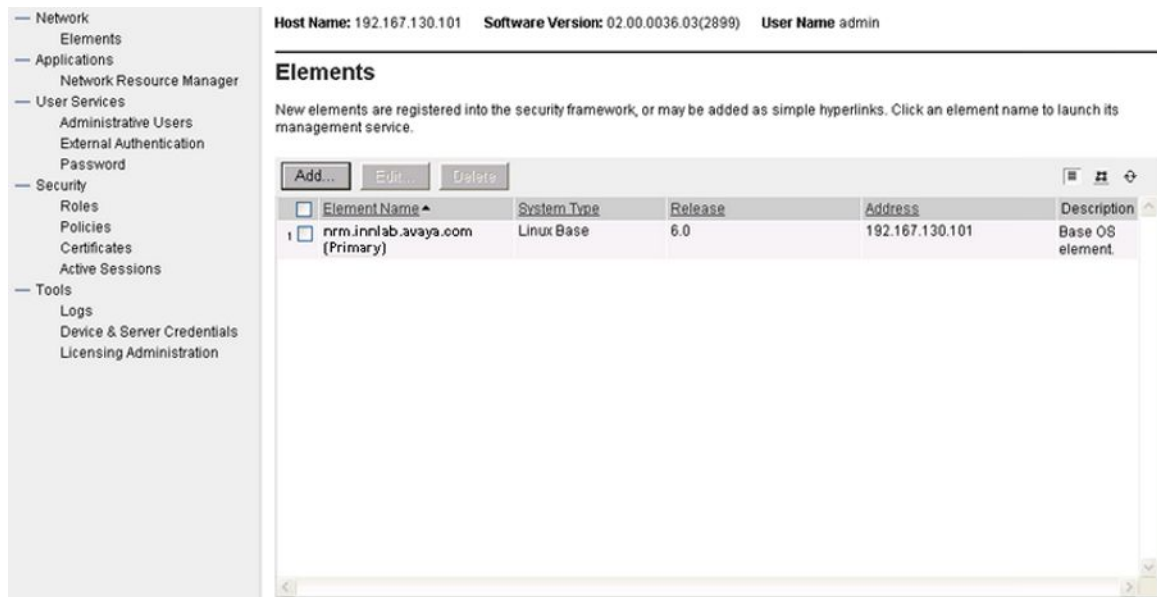 Network
Elements
Applications
Network Resource Manager
User Services
Administrative Users
External Authentication
Password
Security
Roles
Policies
Certificates
Active Sessions
Tools
Logs
Device & Server Credentials
Licensing Administration
Host Name: 192.167.130.101 Software Version: 02.00.0036.03(2899) User Name admin
Elements
New elements are registered into the security framework, or may be added as simple hyperlinks. Click an element name to launch its
management service.
Add... Edit... Delete
Element Name System Type Release Address Description
1 nrm.innlab.avaya.com Linux Base 6.0 192.167.130.101 Base OS
(Primary) element.